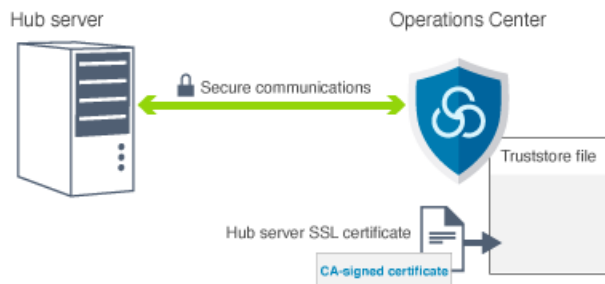 Hub server
Operations Center
Secure communications
Truststore file
Hub server SSL certificate
CA-signed certificate